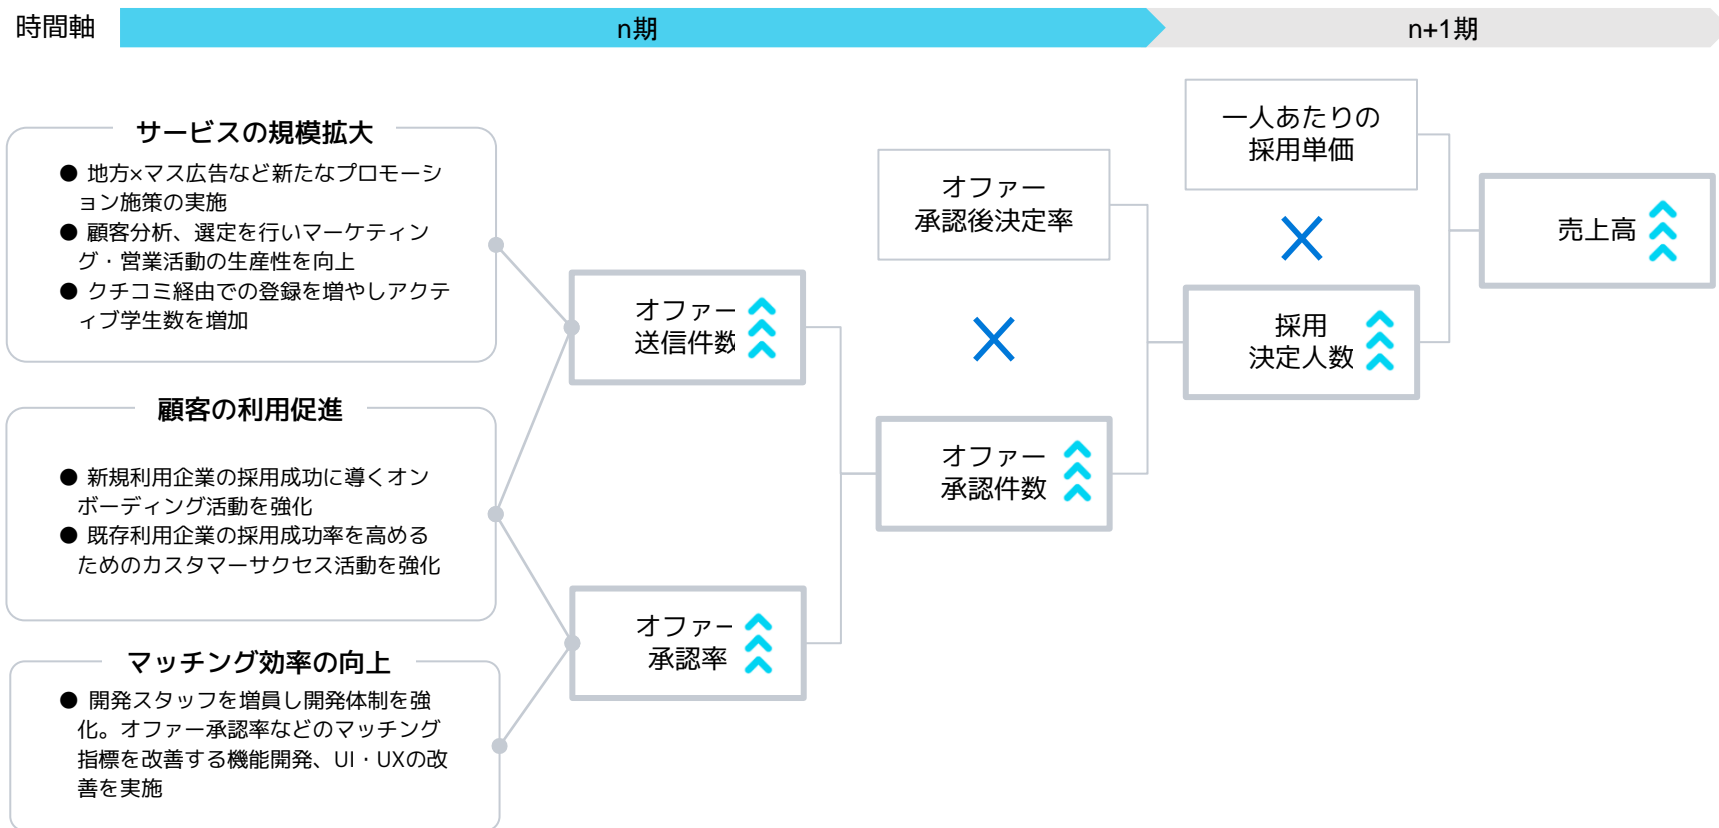 時間軸
n期
n+1期
サービスの規模拡大
● 地方×マス広告など新たなプロモーシ
ョン施策の実施
● 顧客分析、選定を行いマーケティン
グ・営業活動の生産性を向上
● クチコミ経由での登録を増やしアクテ
ィブ学生数を増加
顧客の利用促進
● 新規利用企業の採用成功に導くオン
ボーディング活動を強化
● 既存利用企業の採用成功率を高める
ためのカスタマーサクセス活動を強化
マッチング効率の向上
● 開発スタッフを増員し開発体制を強
化。オファー承認率などのマッチング
指標を改善する機能開発、UI・UXの改
善を実施
オファー
送信件数
オファー
承認率
オファー
承認後決定率
オファー
承認件数
一人あたりの
採用単価
採用
決定人数
売上高